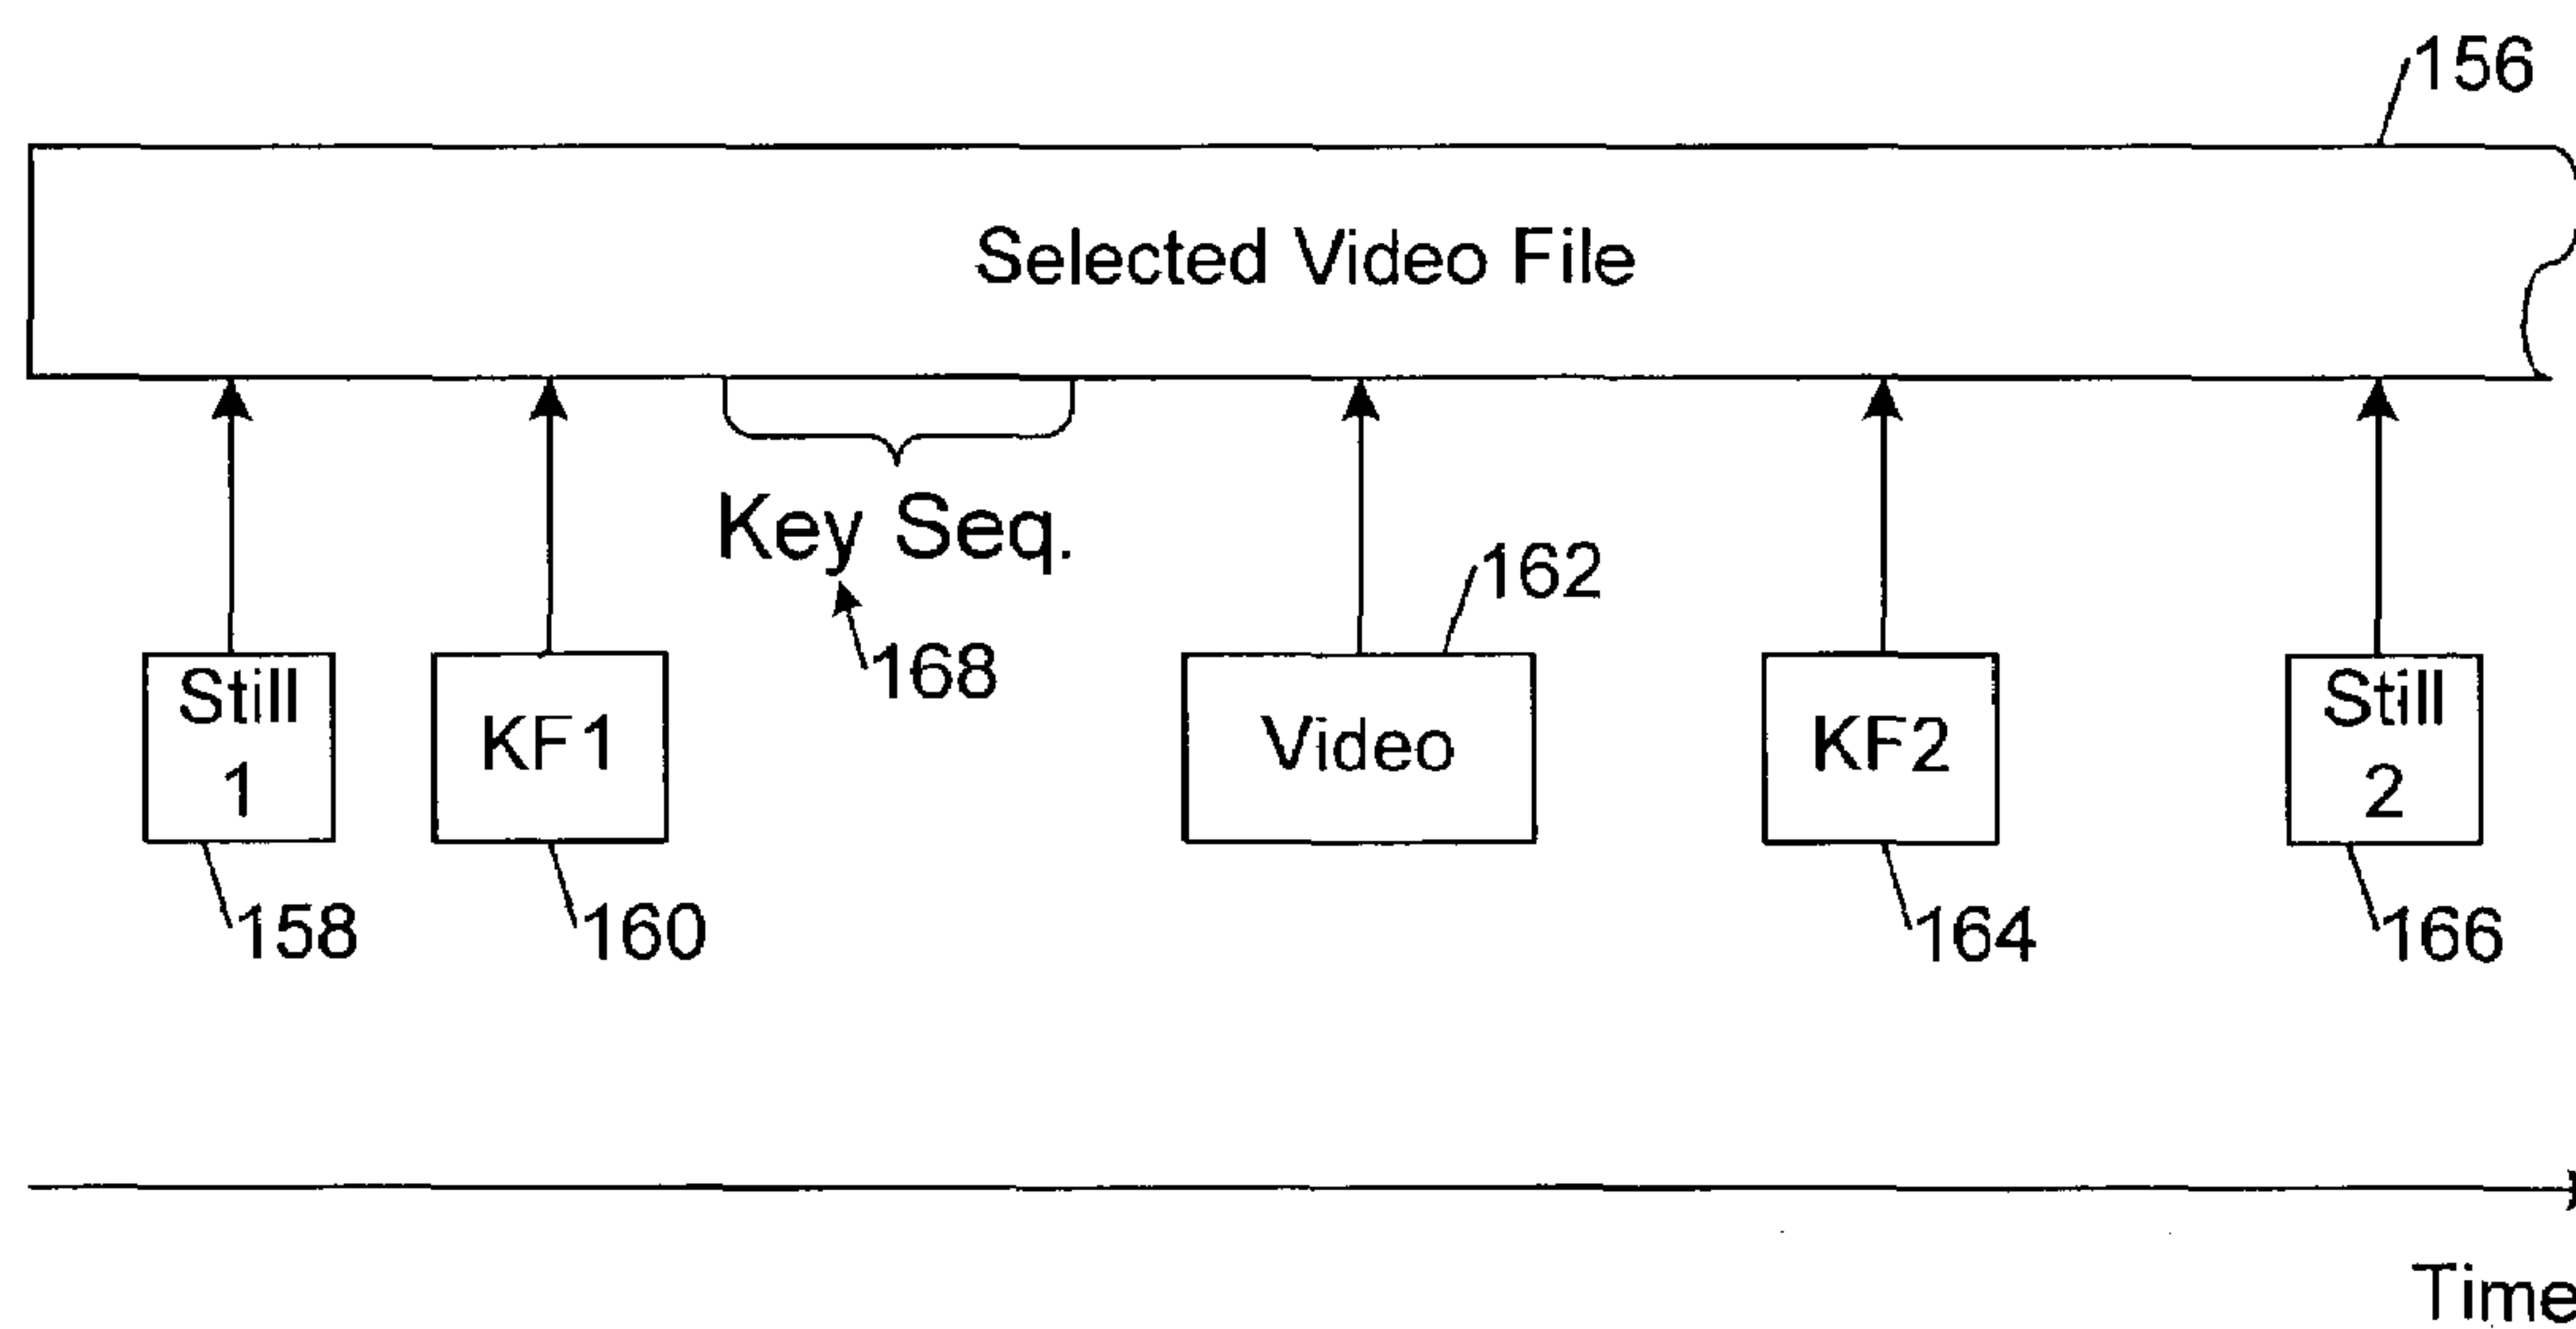 156
Selected Video File
Key Seq.
162
168
Still
1
KF1
Video
KF2
Still
2
158
160
164
166
Time